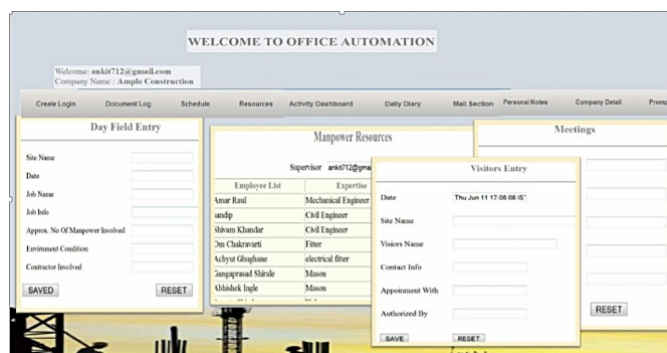 WELCOME TO OFFICE AUTOMATION
Welcome: ankit712@gmail.com
Company Name : Ample Construction
Create Login Document Log Schedule Resources Activity Dashboard Daily Diary Mail Section Personal Notes Company Detail Promp
Day Field Entry
Site Name
Date
Job Name
Job Info
Approx. No Of Manpower Involved
Envirnment Condition
Contractor Involved
SAVED RESET
Manpower Resources
Supervisor ankit712@gma
Employee List Expertise
Amar Raul Mechanical Engineer
sandip Civil Engineer
Shivam Khandar Civil Engineer
Om Chakravarti Fitter
Achyut Ghughane electrical fitter
Gangaprasad Shirale Mason
Abhishek Ingle Mason
Visitors Entry
Date Thu Jun 11 17:08:08 IST
Site Name
Visiors Name
Contact Info
Appoinment With
Authorized By
SAVE RESET
Meetings
RESET